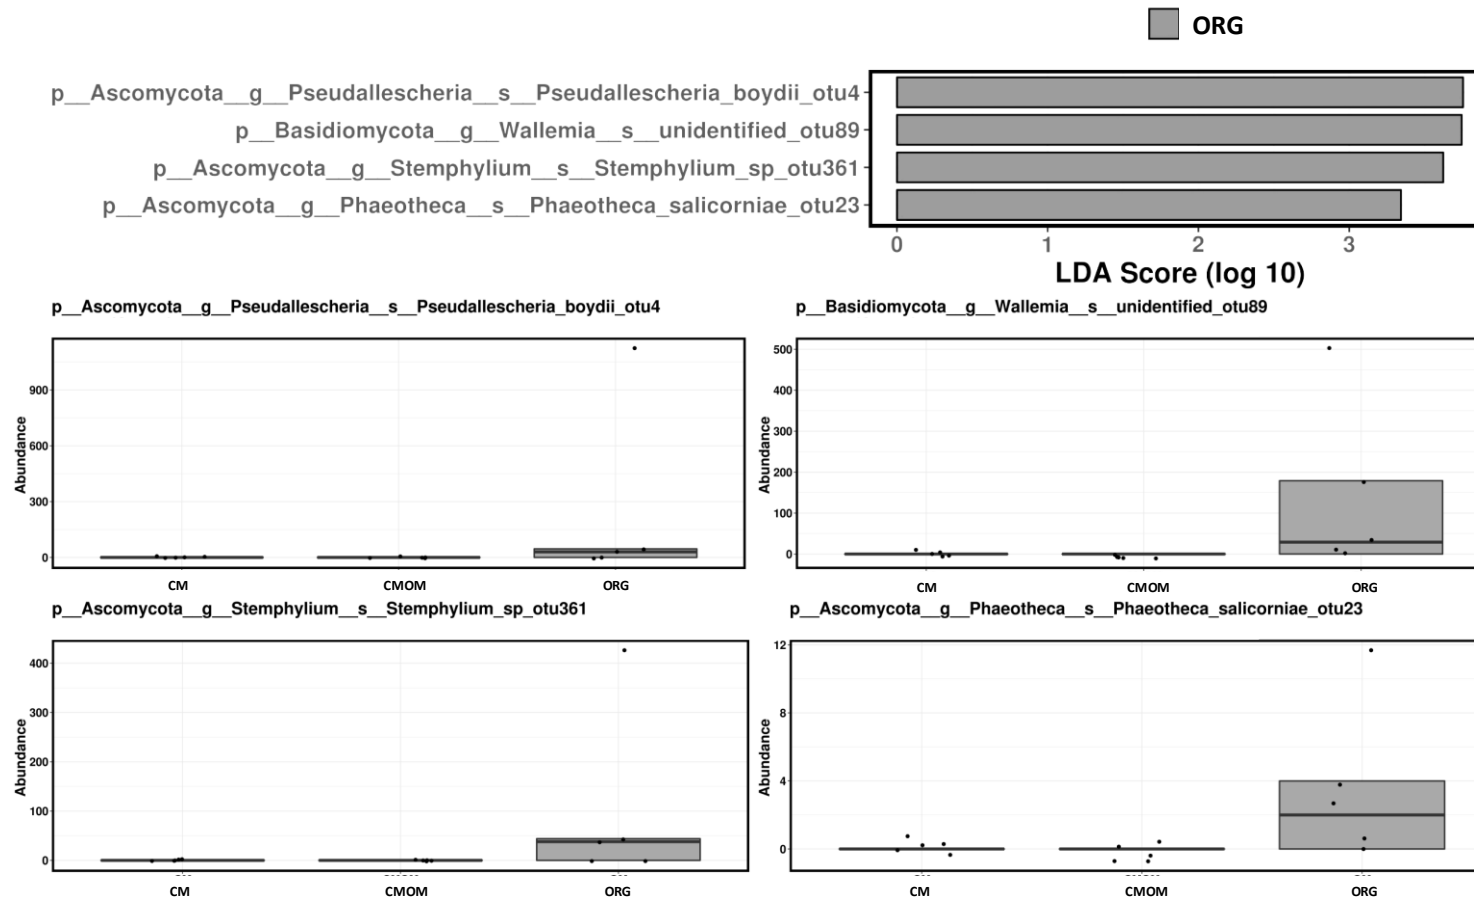 ORG
p__Ascomycota__g__Pseudallescheria__s__Pseudallescheria_boydii_otu4
p__Basidiomycota__g__Wallemia__s__unidentified_otu89
p__Ascomycota__g__Stemphylium__s__Stemphylium_sp_otu361
p__Ascomycota__g__Phaeotheca__s__Phaeotheca_salicorniae_otu23
0 1 2 3
LDA Score (log 10)
p__Ascomycota__g__Pseudallescheria__s__Pseudallescheria_boydii_otu4
Abundance
900
600
300
0
CM CMOM ORG
p__Basidiomycota__g__Wallemia__s__unidentified_otu89
Abundance
500
400
300
200
100
0
CM CMOM ORG
p__Ascomycota__g__Stemphylium__s__Stemphylium_sp_otu361
Abundance
400
300
200
100
0
CM CMOM ORG
p__Ascomycota__g__Phaeotheca__s__Phaeotheca_salicorniae_otu23
Abundance
12
8
4
0
CM CMOM ORG